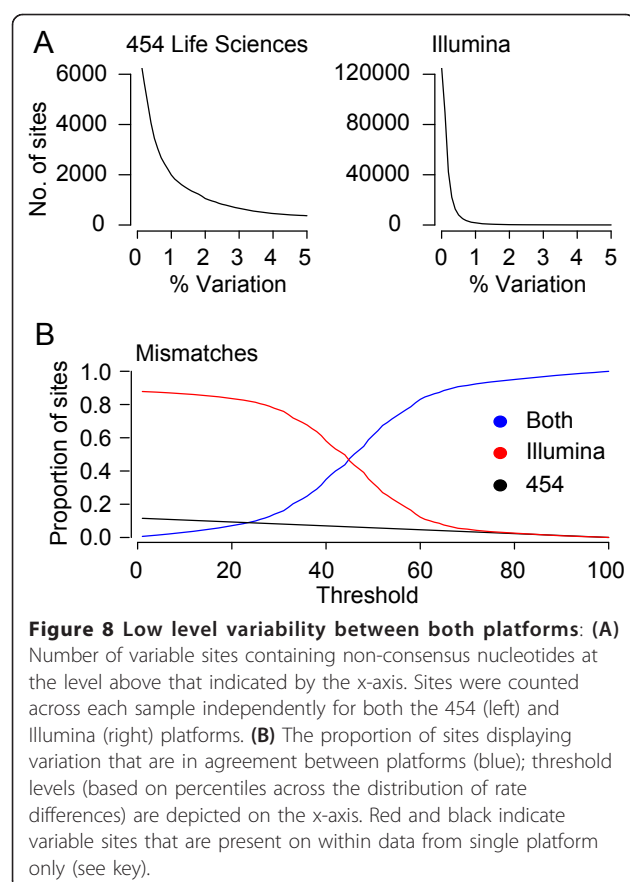 A
454 Life Sciences
Illumina
No. of sites
6000
4000
2000
0
120000
80000
40000
0
0 1 2 3 4 5
% Variation
0 1 2 3 4 5
% Variation
B
Mismatches
Proportion of sites
1.0
0.8
0.6
0.4
0.2
0.0
Both
Illumina
454
0 20 40 60 80 100
Threshold
Figure 8 Low level variability between both platforms: (A)
Number of variable sites containing non-consensus nucleotides at
the level above that indicated by the x-axis. Sites were counted
across each sample independently for both the 454 (left) and
Illumina (right) platforms. (B) The proportion of sites displaying
variation that are in agreement between platforms (blue); threshold
levels (based on percentiles across the distribution of rate
differences) are depicted on the x-axis. Red and black indicate
variable sites that are present on within data from single platform
only (see key).